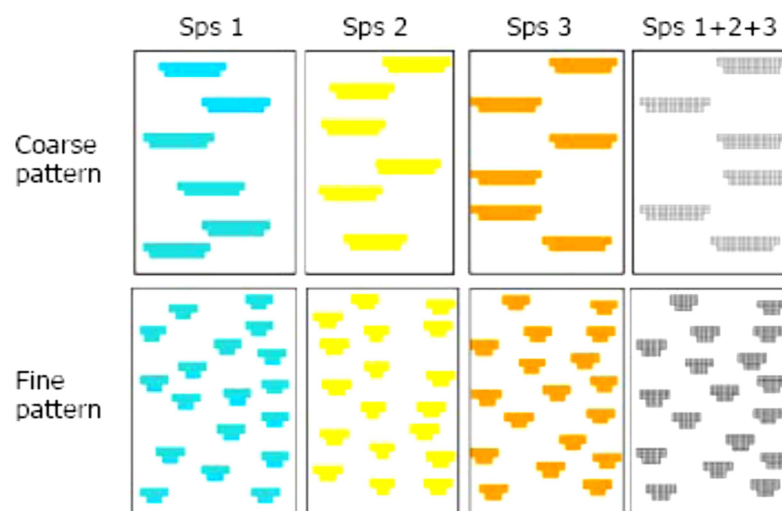 Sps 1
Sps 2
Sps 3
Sps 1+2+3
Coarse
pattern
Fine
pattern